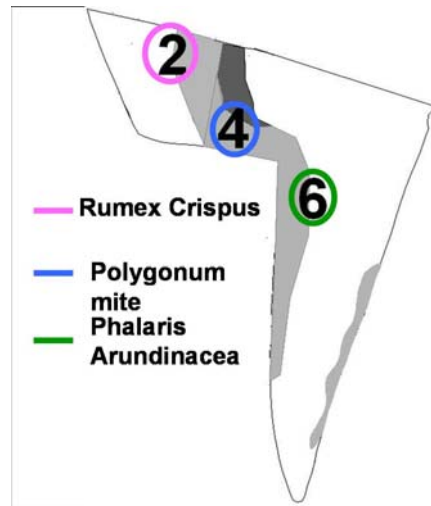 2
4
6
Rumex Crispus
Polygonum
mite
Phalaris
Arundinacea